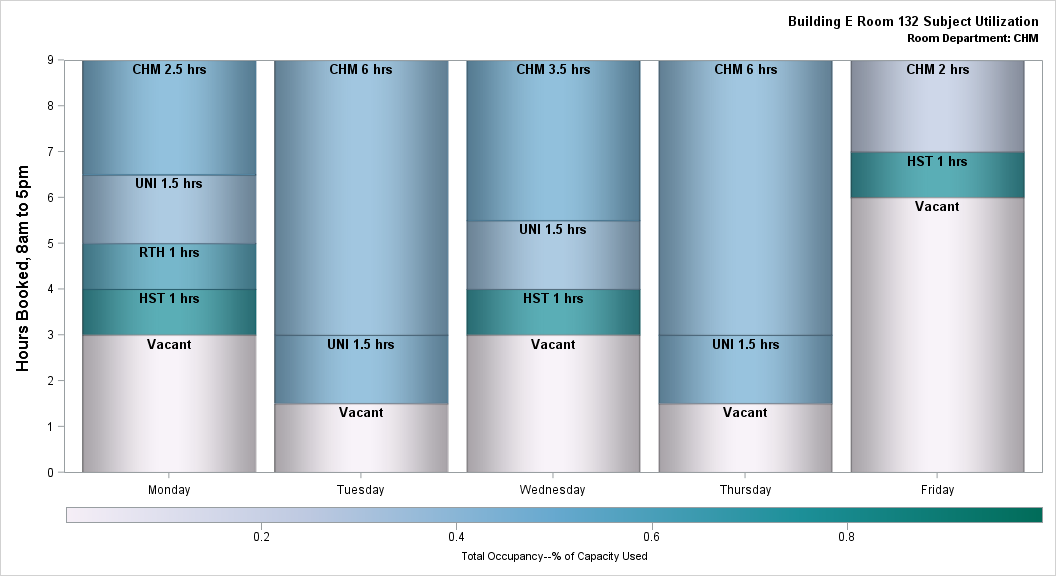 Building E Room 132 Subject Utilization
Room Department: CHM
Hours Booked, 8am to 5pm
9
8
7
6
5
4
3
2
1
0
CHM 2.5 hrs
UNI 1.5 hrs
RTH 1 hrs
HST 1 hrs
Vacant
CHM 6 hrs
UNI 1.5 hrs
Vacant
CHM 3.5 hrs
UNI 1.5 hrs
HST 1 hrs
Vacant
CHM 6 hrs
UNI 1.5 hrs
Vacant
CHM 2 hrs
HST 1 hrs
Vacant
Monday Tuesday Wednesday Thursday Friday
0.2 0.4 0.6 0.8
Total Occupancy--% of Capacity Used